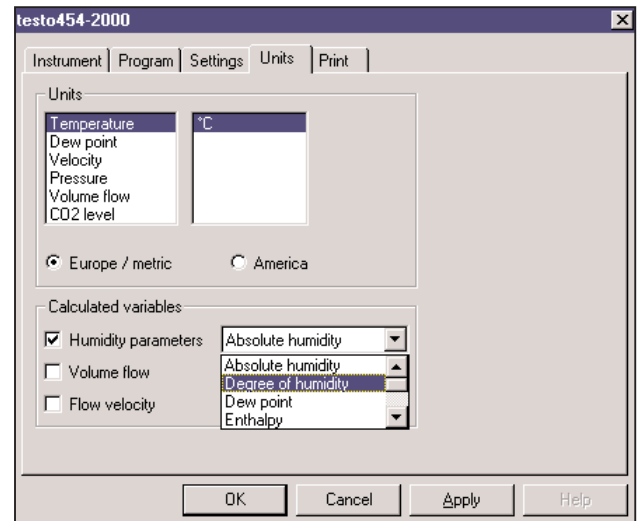 testo454-2000
Instrument Program Settings Units Print
Units
Temperature °C
Dew point
Velocity
Pressure
Volume flow
CO2 level
Europe / metric America
Calculated variables
Humidity parameters Absolute humidity
Volume flow Absolute humidity
Degree of humidity
Flow velocity Dew point
Enthalpy
OK Cancel Apply Help